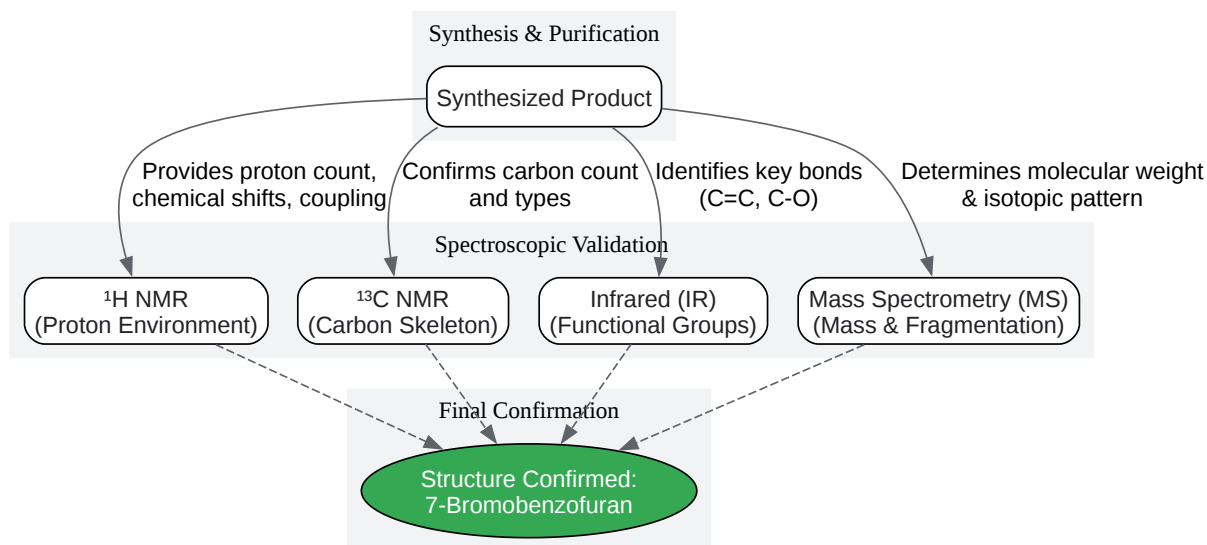 Synthesis & Purification
Synthesized Product
Provides proton count,
chemical shifts, coupling
Confirms carbon count
and types
Identifies key bonds
(C=C, C-O)
Determines molecular weight
& isotopic pattern
Spectroscopic Validation
¹H NMR
(Proton Environment)
¹³C NMR
(Carbon Skeleton)
Infrared (IR)
(Functional Groups)
Mass Spectrometry (MS)
(Mass & Fragmentation)
Final Confirmation
Structure Confirmed:
7-Bromobenzofuran